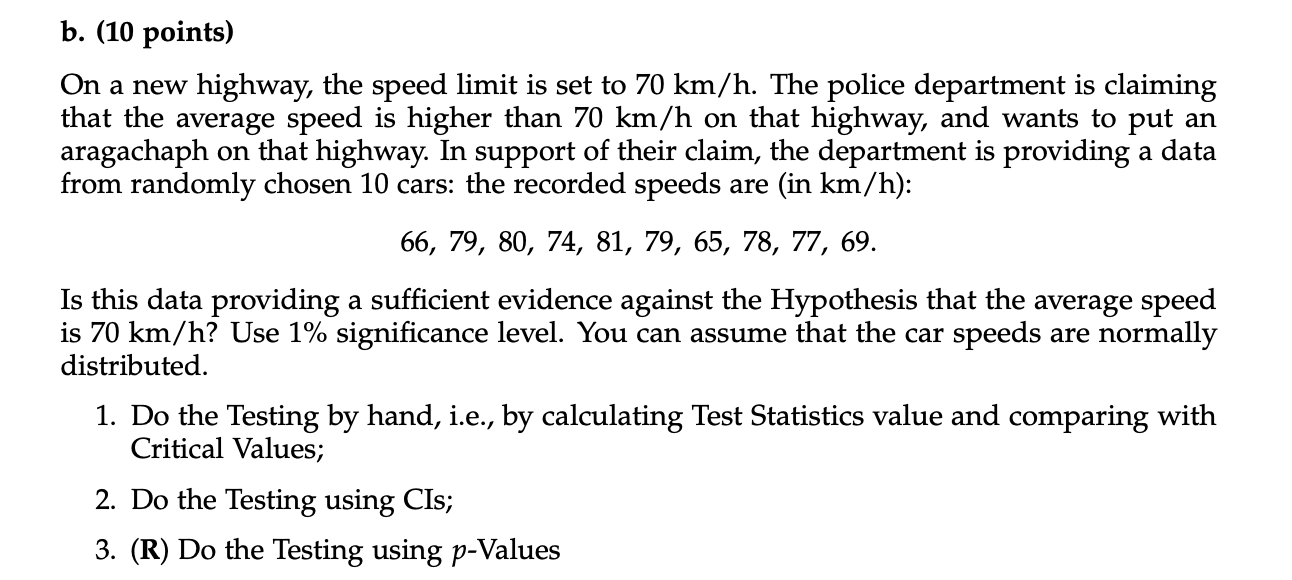 b. (10 points)
On a new highway, the speed limit is set to 70 km/h. The police department is claiming
that the average speed is higher than 70 km/h on that highway, and wants to put an
aragachaph on that highway. In support of their claim, the department is providing a data
from randomly chosen 10 cars: the recorded speeds are (in km/h):
66, 79, 80, 74, 81, 79, 65, 78, 77, 69.
Is this data providing a sufficient evidence against the Hypothesis that the average speed
is 70 km/h? Use 1% significance level. You can assume that the car speeds are normally
distributed.
1. Do the Testing by hand, i.e., by calculating Test Statistics value and comparing with
Critical Values;
2. Do the Testing using CIs;
3. (R) Do the Testing using p-Values